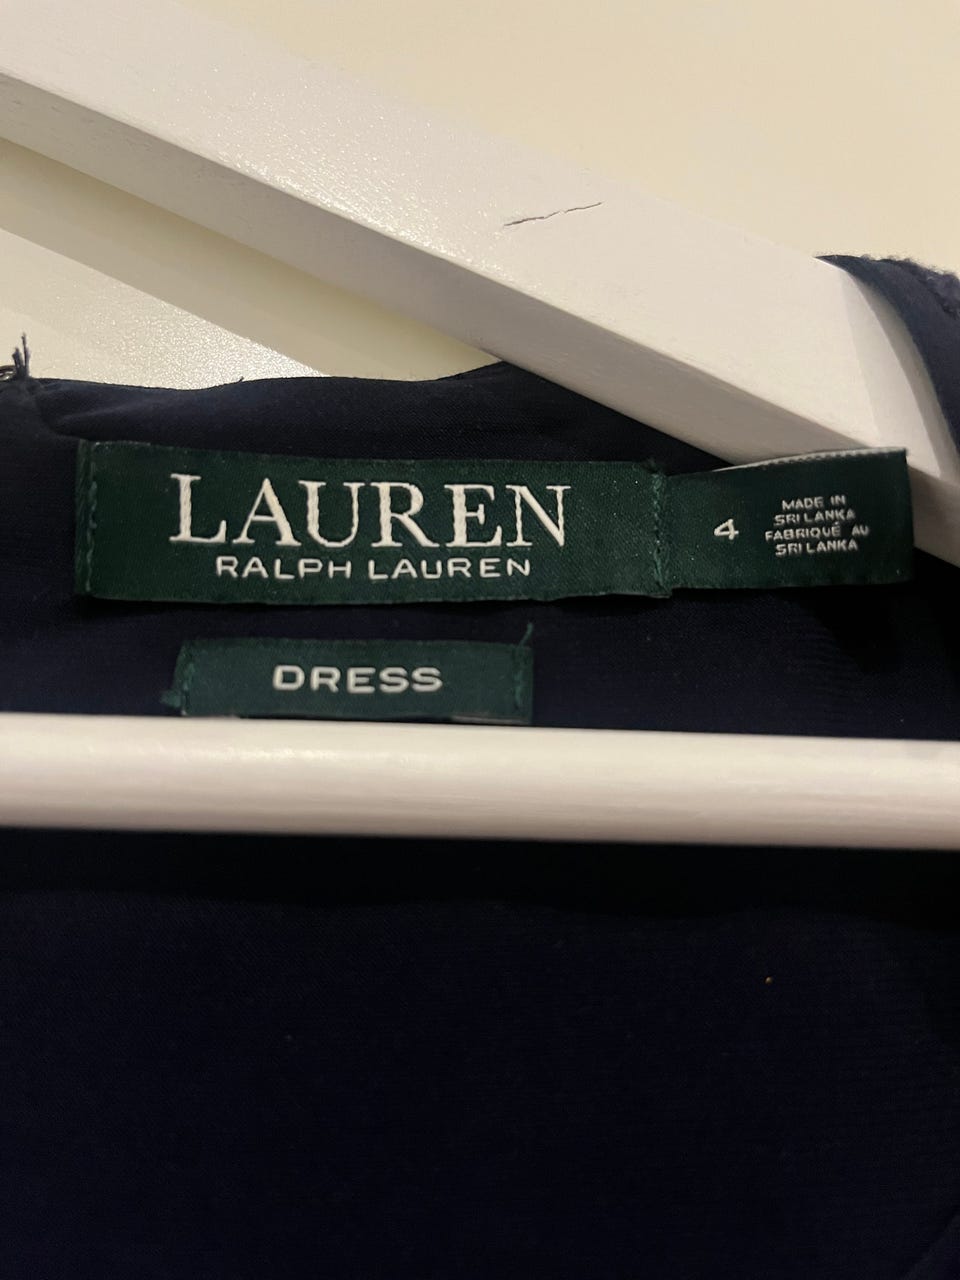 LAUREN
RALPH LAUREN
4
MADE IN
SRI LANKA
FABRIQUÉ AU
SRI LANKA
DRESS